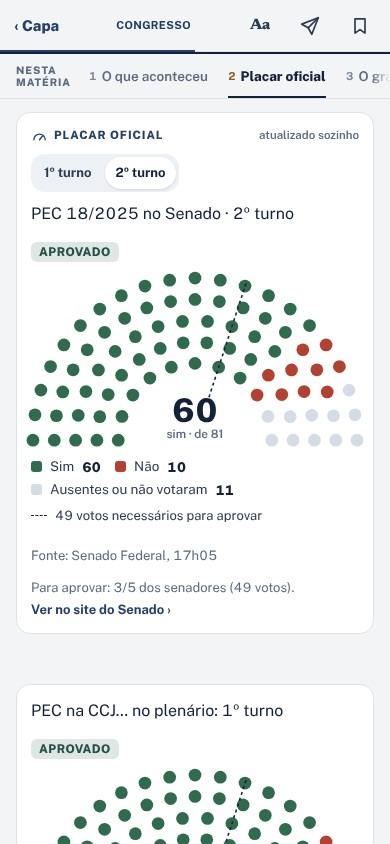 ‹ Capa
CONGRESSO
Aa
NESTA MATÉRIA
1 O que aconteceu
2 Placar oficial
3 O gra
PLACAR OFICIAL
atualizado sozinho
1º turno
2º turno
PEC 18/2025 no Senado · 2º turno
APROVADO
60
sim · de 81
Sim 60
Não 10
Ausentes ou não votaram 11
49 votos necessários para aprovar
Fonte: Senado Federal, 17h05
Para aprovar: 3/5 dos senadores (49 votos).
Ver no site do Senado ›
PEC na CCJ... no plenário: 1º turno
APROVADO